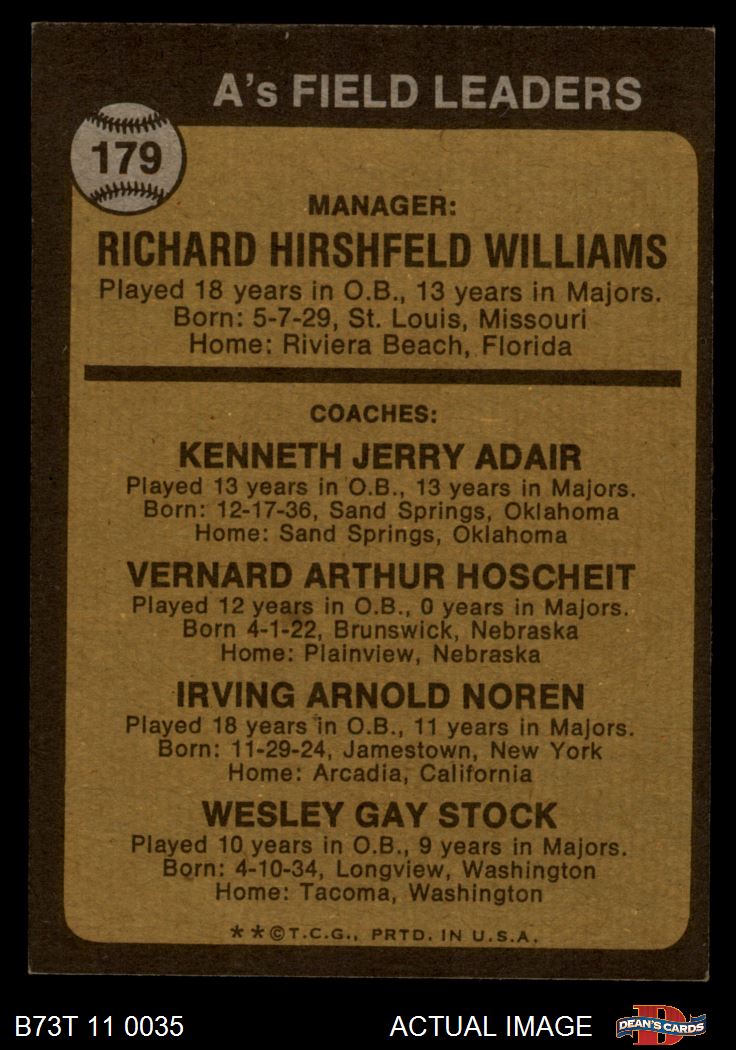 A's FIELD LEADERS
179
MANAGER:
RICHARD HIRSHFELD WILLIAMS
Played 18 years in O.B., 13 years in Majors.
Born: 5-7-29, St. Louis, Missouri
Home: Riviera Beach, Florida
COACHES:
KENNETH JERRY ADAIR
Played 13 years in O.B., 13 years in Majors.
Born: 12-17-36, Sand Springs, Oklahoma
Home: Sand Springs, Oklahoma
VERNARD ARTHUR HOSCHEIT
Played 12 years in O.B., 0 years in Majors.
Born 4-1-22, Brunswick, Nebraska
Home: Plainview, Nebraska
IRVING ARNOLD NOREN
Played 18 years in O.B., 11 years in Majors.
Born: 11-29-24, Jamestown, New York
Home: Arcadia, California
WESLEY GAY STOCK
Played 10 years in O.B., 9 years in Majors.
Born: 4-10-34, Longview, Washington
Home: Tacoma, Washington
**©T.C.G., PRTD. IN U.S.A.
B73T 11 0035 ACTUAL IMAGE D DEAN'S CARDS